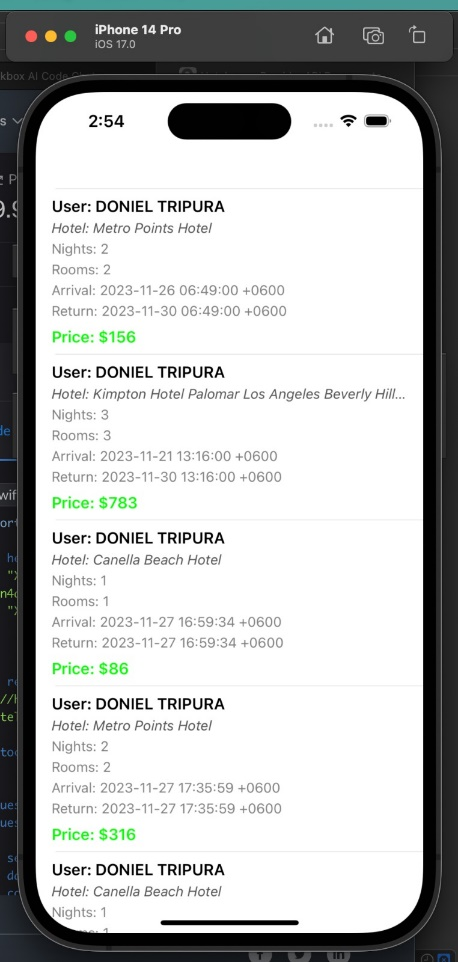 iPhone 14 Pro
iOS 17.0
kbox AI Code Chat
2:54
User: DONIEL TRIPURA
Hotel: Metro Points Hotel
Nights: 2
Rooms: 2
Arrival: 2023-11-26 06:49:00 +0600
Return: 2023-11-30 06:49:00 +0600
Price: $156
User: DONIEL TRIPURA
Hotel: Kimpton Hotel Palomar Los Angeles Beverly Hill...
Nights: 3
Rooms: 3
Arrival: 2023-11-21 13:16:00 +0600
Return: 2023-11-30 13:16:00 +0600
Price: $783
User: DONIEL TRIPURA
Hotel: Canella Beach Hotel
Nights: 1
Rooms: 1
Arrival: 2023-11-27 16:59:34 +0600
Return: 2023-11-27 16:59:34 +0600
Price: $86
User: DONIEL TRIPURA
Hotel: Metro Points Hotel
Nights: 2
Rooms: 2
Arrival: 2023-11-27 17:35:59 +0600
Return: 2023-11-27 17:35:59 +0600
Price: $316
User: DONIEL TRIPURA
Hotel: Canella Beach Hotel
Nights: 1